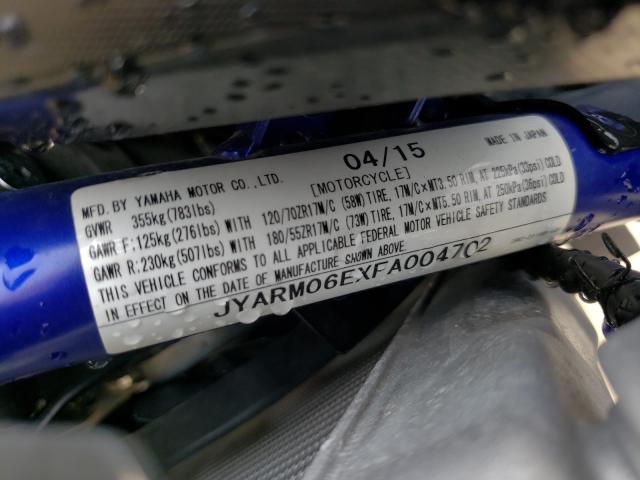 04/15
MADE IN JAPAN
MFD. BY YAMAHA MOTOR CO., LTD.
[MOTORCYCLE]
GVWR 355kg(783lbs)
GAWR F:125kg(276lbs) WITH 120/70ZR17M/C (58W) TIRE, 17M/C×MT3.50 RIM, AT 225kPa(33psi) COLD
GAWR R:230kg(507lbs) WITH 180/55ZR17M/C (73W) TIRE, 17M/C×MT5.50 RIM, AT 250kPa(36psi) COLD
THIS VEHICLE CONFORMS TO ALL APPLICABLE FEDERAL MOTOR VEHICLE SAFETY STANDARDS
IN EFFECT ON THE DATE OF MANUFACTURE SHOWN ABOVE.
JYARM06EXFA004702